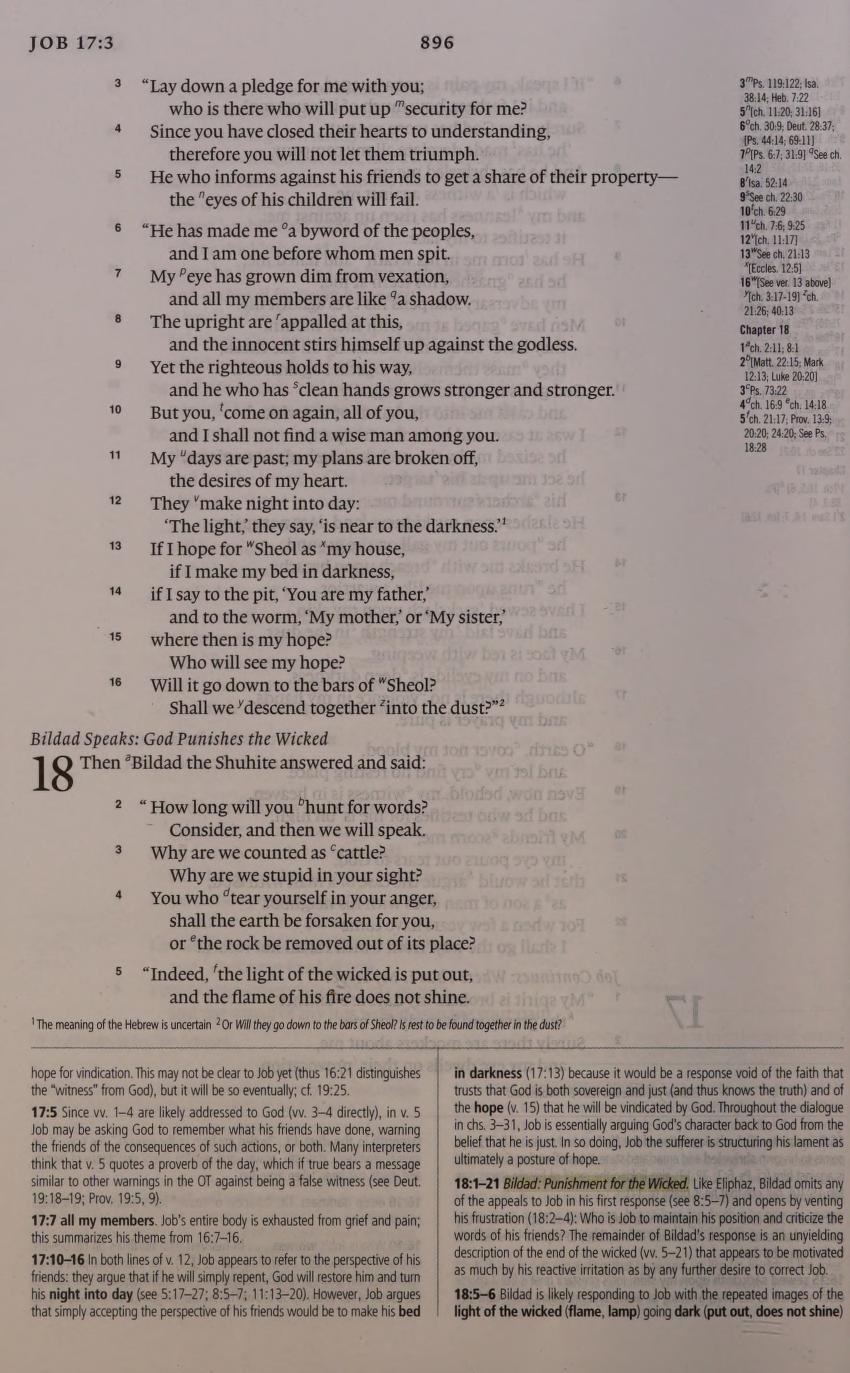 JOB 17:3
896
3 “Lay down a pledge for me with you;
who is there who will put up ᵐsecurity for me?
4 Since you have closed their hearts to understanding,
therefore you will not let them triumph.
5 He who informs against his friends to get a share of their property—
the ⁿeyes of his children will fail.
6 “He has made me ᵒa byword of the peoples,
and I am one before whom men spit.
7 My ᵖeye has grown dim from vexation,
and all my members are like qa shadow.
8 The upright are ʳappalled at this,
and the innocent stirs himself up against the godless.
9 Yet the righteous holds to his way,
and he who has ˢclean hands grows stronger and stronger.
10 But you, ᵗcome on again, all of you,
and I shall not find a wise man among you.
11 My ᵘdays are past; my plans are broken off,
the desires of my heart.
12 They ᵛmake night into day:
‘The light,’ they say, ‘is near to the darkness.’¹
13 If I hope for ʷSheol as ˣmy house,
if I make my bed in darkness,
14 if I say to the pit, ‘You are my father,’
and to the worm, ‘My mother,’ or ‘My sister,’
15 where then is my hope?
Who will see my hope?
16 Will it go down to the bars of ʷSheol?
Shall we ʸdescend together ᶻinto the dust?”²
Bildad Speaks: God Punishes the Wicked
18 Then ᵃBildad the Shuhite answered and said:
2 “How long will you ᵇhunt for words?
Consider, and then we will speak.
3 Why are we counted as ᶜcattle?
Why are we stupid in your sight?
4 You who ᵈtear yourself in your anger,
shall the earth be forsaken for you,
or ᵉthe rock be removed out of its place?
5 “Indeed, ᶠthe light of the wicked is put out,
and the flame of his fire does not shine.
3ᵐPs. 119:122; Isa.
38:14; Heb. 7:22
5ⁿ[ch. 11:20; 31:16]
6ᵒch. 30:9; Deut. 28:37;
[Ps. 44:14; 69:11]
7ᵖ[Ps. 6:7; 31:9] qSee ch.
14:2
8ʳIsa. 52:14
9ˢSee ch. 22:30
10ᵗch. 6:29
11ᵘch. 7:6; 9:25
12ᵛ[ch. 11:17]
13ʷSee ch. 21:13
ˣ[Eccles. 12:5]
16ʷ[See ver. 13 above]
ʸ[ch. 3:17-19] ᶻch.
21:26; 40:13
Chapter 18
1ᵃch. 2:11; 8:1
2ᵇ[Matt. 22:15; Mark
12:13; Luke 20:20]
3ᶜPs. 73:22
4ᵈch. 16:9 ᵉch. 14:18
5ᶠch. 21:17; Prov. 13:9;
20:20; 24:20; See Ps.
18:28
¹ The meaning of the Hebrew is uncertain ² Or Will they go down to the bars of Sheol? Is rest to be found together in the dust?
hope for vindication. This may not be clear to Job yet (thus 16:21 distinguishes
the “witness” from God), but it will be so eventually; cf. 19:25.
17:5 Since vv. 1–4 are likely addressed to God (vv. 3–4 directly), in v. 5
Job may be asking God to remember what his friends have done, warning
the friends of the consequences of such actions, or both. Many interpreters
think that v. 5 quotes a proverb of the day, which if true bears a message
similar to other warnings in the OT against being a false witness (see Deut.
19:18–19; Prov. 19:5, 9).
17:7 all my members. Job’s entire body is exhausted from grief and pain;
this summarizes his theme from 16:7–16.
17:10–16 In both lines of v. 12, Job appears to refer to the perspective of his
friends: they argue that if he will simply repent, God will restore him and turn
his night into day (see 5:17–27; 8:5–7; 11:13–20). However, Job argues
that simply accepting the perspective of his friends would be to make his bed
in darkness (17:13) because it would be a response void of the faith that
trusts that God is both sovereign and just (and thus knows the truth) and of
the hope (v. 15) that he will be vindicated by God. Throughout the dialogue
in chs. 3–31, Job is essentially arguing God’s character back to God from the
belief that he is just. In so doing, Job the sufferer is structuring his lament as
ultimately a posture of hope.
18:1–21 Bildad: Punishment for the Wicked. Like Eliphaz, Bildad omits any
of the appeals to Job in his first response (see 8:5–7) and opens by venting
his frustration (18:2–4): Who is Job to maintain his position and criticize the
words of his friends? The remainder of Bildad’s response is an unyielding
description of the end of the wicked (vv. 5–21) that appears to be motivated
as much by his reactive irritation as by any further desire to correct Job.
18:5–6 Bildad is likely responding to Job with the repeated images of the
light of the wicked (flame, lamp) going dark (put out, does not shine)